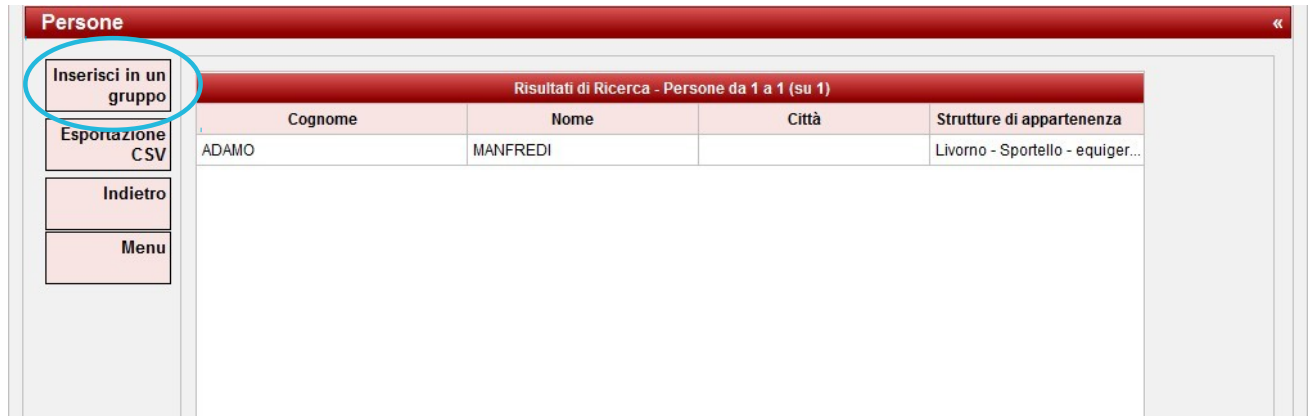 Persone «
Inserisci in un
gruppo
Esportazione
CSV
Indietro
Menu
Risultati di Ricerca - Persone da 1 a 1 (su 1)
Cognome Nome Città Strutture di appartenenza
ADAMO MANFREDI Livorno - Sportello - equiger...